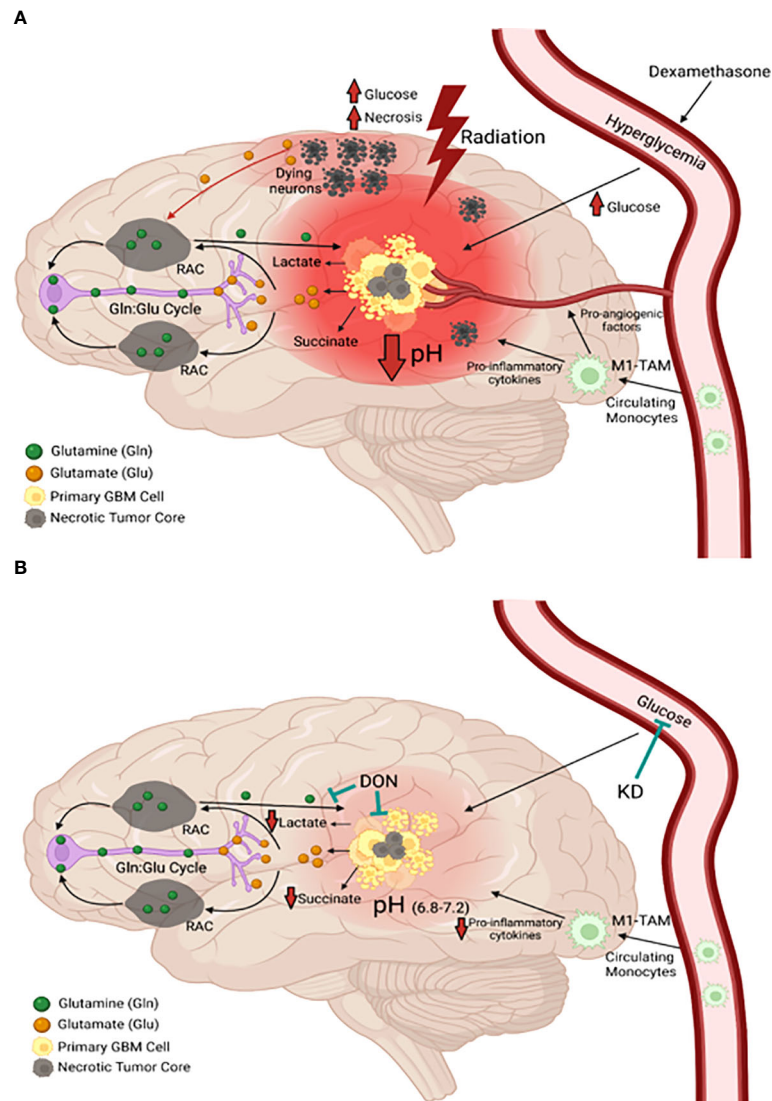 A
Dexamethasone
Glucose
Necrosis
Radiation
Hyperglycemia
Dying
neurons
Glucose
RAC
Lactate
Gln:Glu Cycle
Pro-angiogenic
factors
Succinate
pH
RAC
Pro-inflammatory
cytokines
M1-TAM
Circulating
Monocytes
Glutamine (Gln)
Glutamate (Glu)
Primary GBM Cell
Necrotic Tumor Core
B
Glucose
DON
KD
RAC
Lactate
Gln:Glu Cycle
Succinate
pH (6.8-7.2)
RAC
Pro-inflammatory
cytokines
M1-TAM
Circulating
Monocytes
Glutamine (Gln)
Glutamate (Glu)
Primary GBM Cell
Necrotic Tumor Core